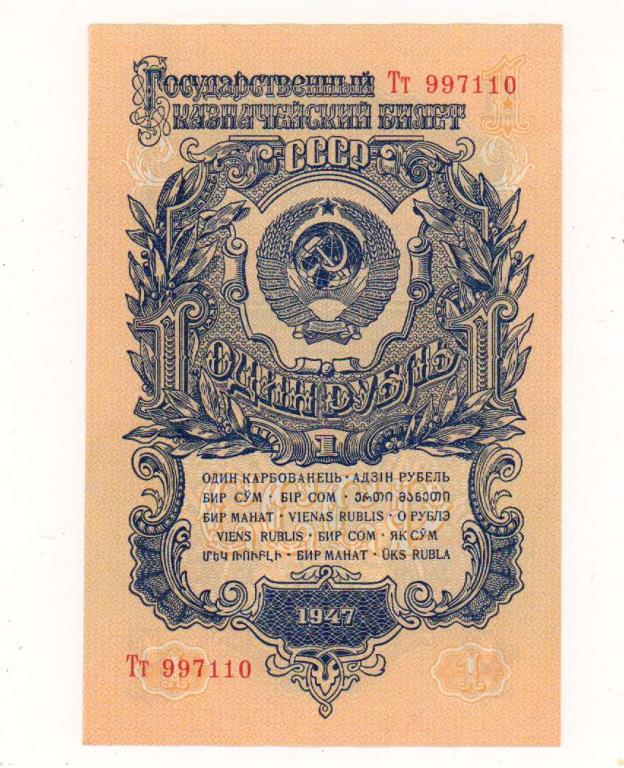 Государственный Тт 997110
казначейский билет
СССР
1 ОДИН РУБЛЬ 1
1
ОДИН КАРБОВАНЕЦЬ · АДЗІН РУБЕЛЬ
БИР СЎМ · БІР СОМ · ერთი მანეთი
БИР МАНАТ · VIENAS RUBLIS · О РУБЛЭ
VIENS RUBLIS · БИР СОМ · ЯК СЎМ
ՄԵԿ ՌՈՒԲԼԻ · БИР МАНАТ · ÜKS RUBLA
1947
Тт 997110 1